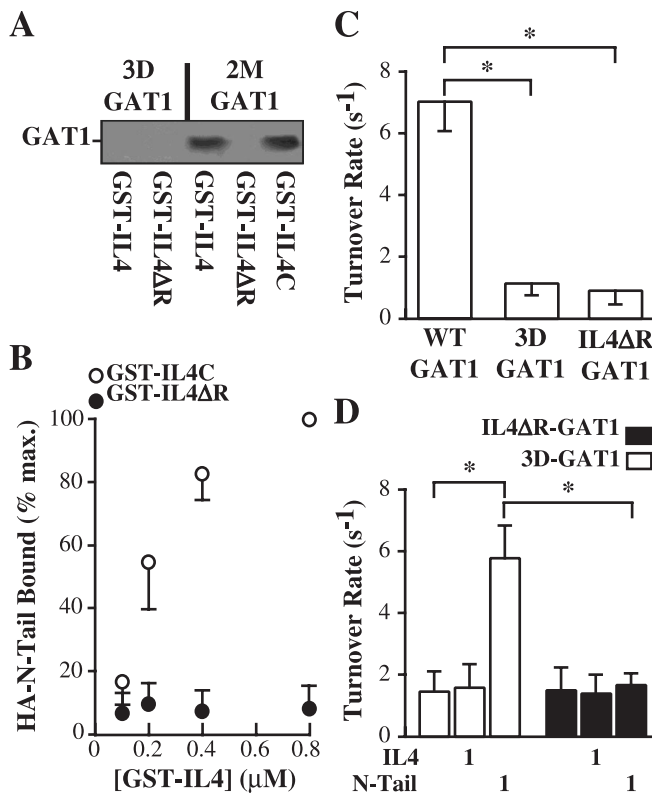 A
3D
GAT1
2M
GAT1
GAT1
GST-IL4
GST-IL4ΔR
GST-IL4
GST-IL4ΔR
GST-IL4C
B
GST-IL4C
GST-IL4ΔR
100
80
60
40
20
0
HA-N-Tail Bound (% max.)
0
0.2
0.4
0.6
0.8
[GST-IL4] (μM)
C
*
*
8
6
4
2
0
Turnover Rate (s-1)
WT
GAT1
3D
GAT1
IL4ΔR
GAT1
D
IL4ΔR-GAT1
3D-GAT1
*
*
8
6
4
2
0
Turnover Rate (s-1)
IL4 1 1
N-Tail 1 1